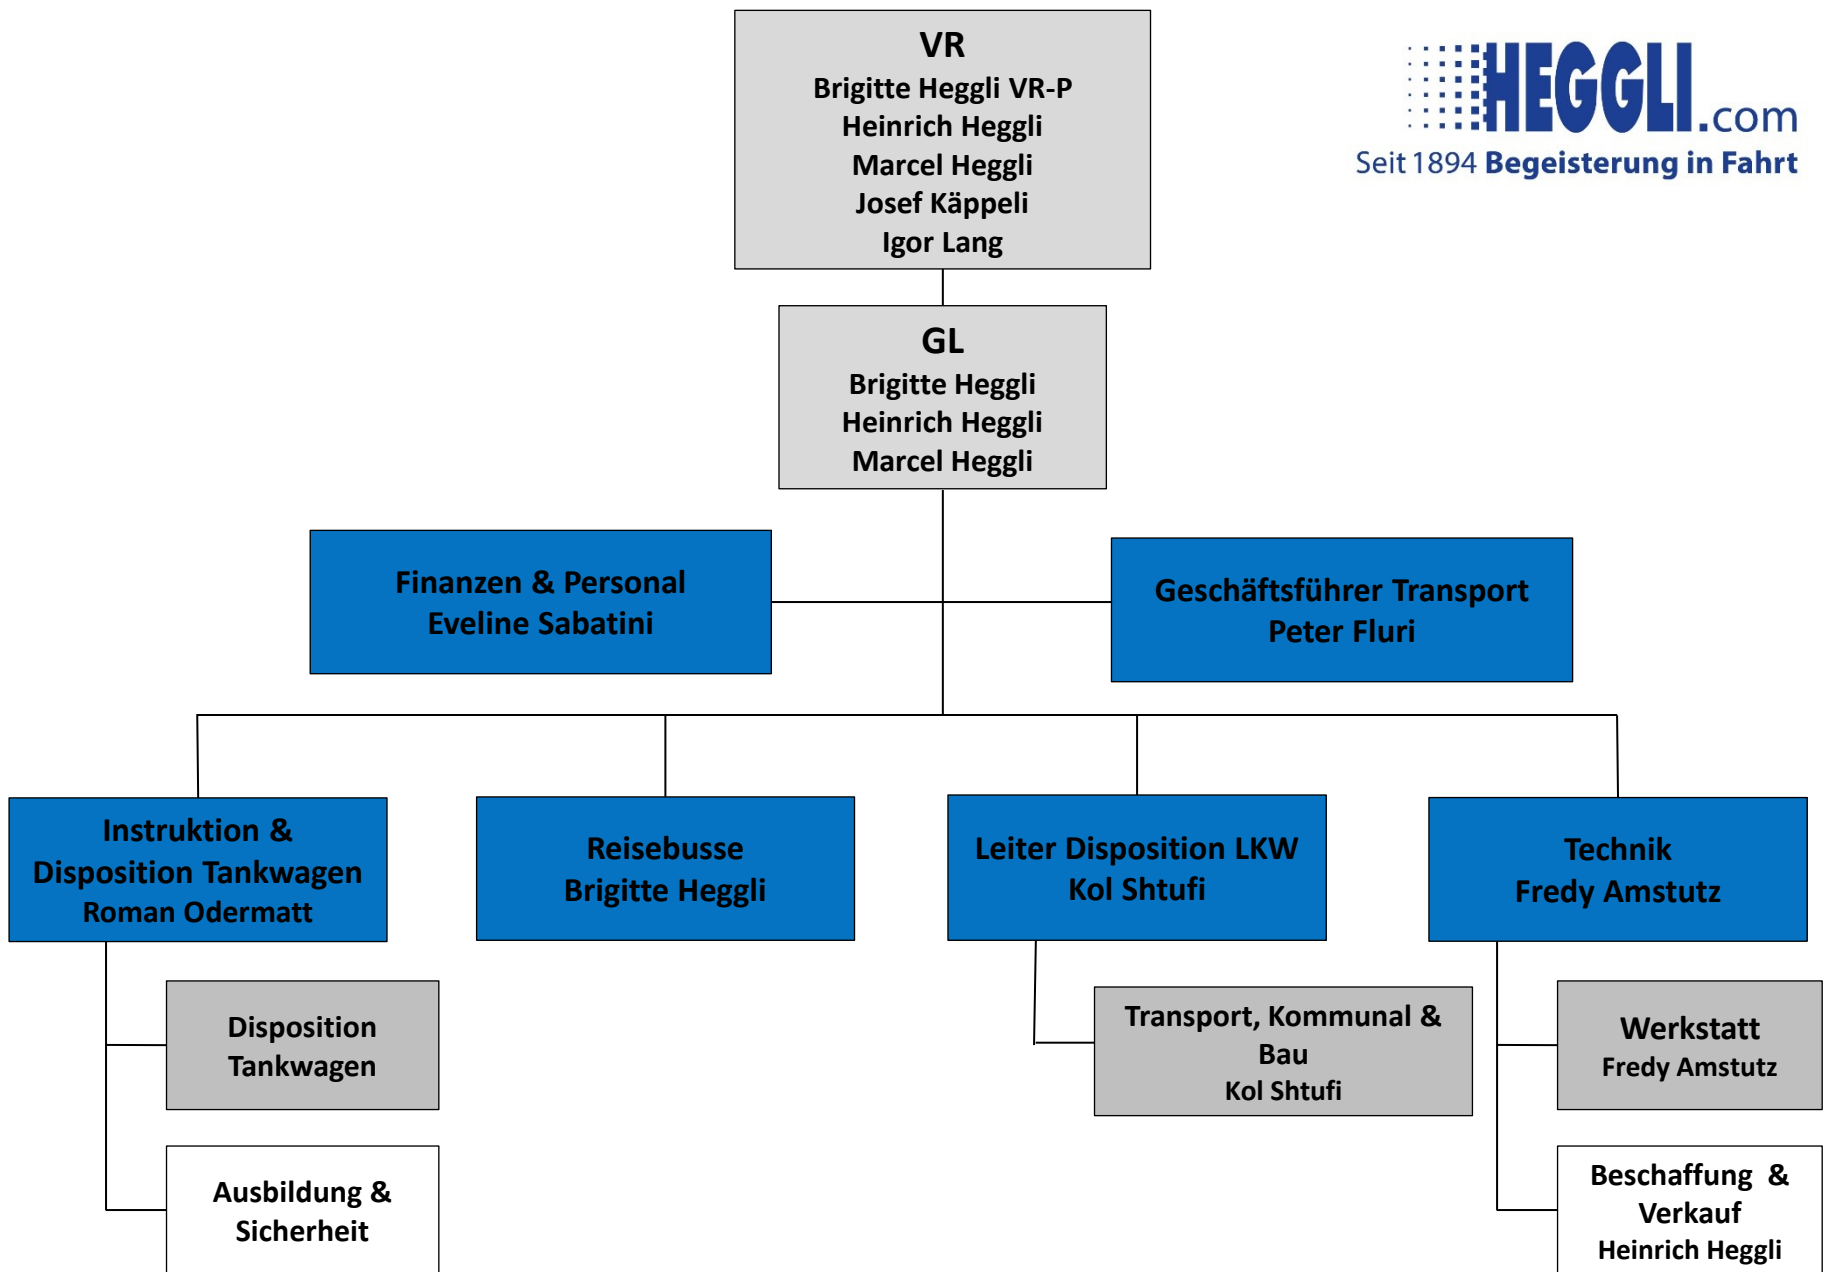 VR
Brigitte Heggli VR-P
Heinrich Heggli
Marcel Heggli
Josef Käppeli
Igor Lang
HEGGLI.com
Seit 1894 Begeisterung in Fahrt
GL
Brigitte Heggli
Heinrich Heggli
Marcel Heggli
Finanzen & Personal
Eveline Sabatini
Geschäftsführer Transport
Peter Fluri
Instruktion &
Disposition Tankwagen
Roman Odermatt
Reisebusse
Brigitte Heggli
Leiter Disposition LKW
Kol Shtufi
Technik
Fredy Amstutz
Disposition
Tankwagen
Transport, Kommunal &
Bau
Kol Shtufi
Werkstatt
Fredy Amstutz
Ausbildung &
Sicherheit
Beschaffung &
Verkauf
Heinrich Heggli